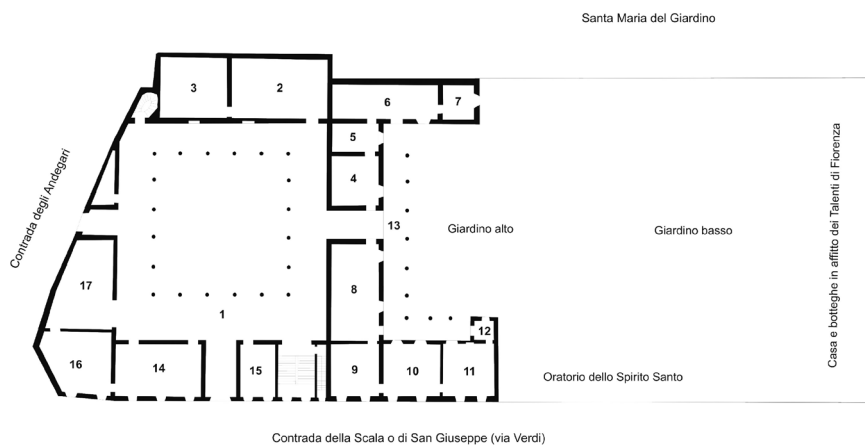 Santa Maria del Giardino
3
2
6
7
5
4
Contrada degli Andegari
13
Giardino alto
Giardino basso
Casa e botteghe in affitto dei Talenti di Fiorenza
17
8
1
12
16
14
15
9
10
11
Oratorio dello Spirito Santo
Contrada della Scala o di San Giuseppe (via Verdi)